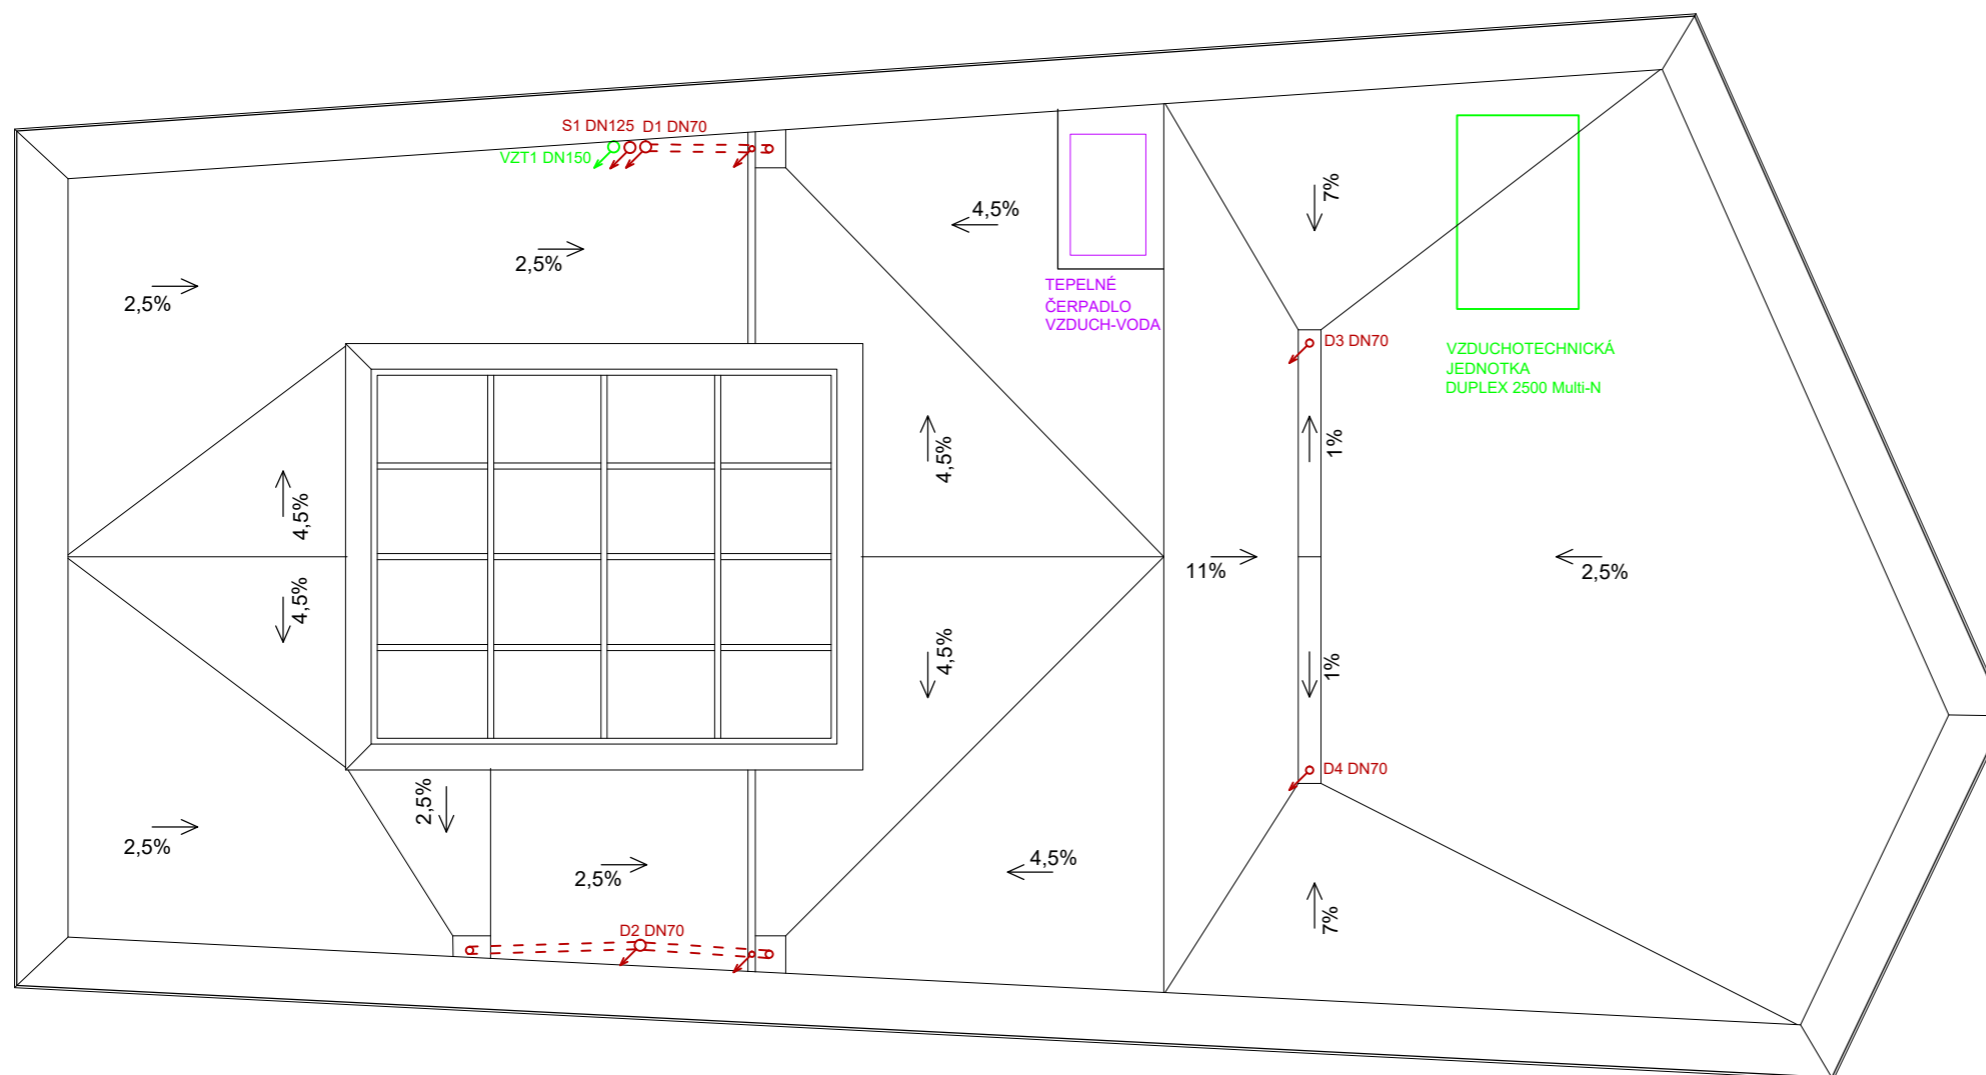 S1 DN125 D1 DN70
VZT1 DN150
7%
4,5%
2,5%
2,5%
TEPELNÉ
ČERPADLO
VZDUCH-VODA
D3 DN70
VZDUCHOTECHNICKÁ
JEDNOTKA
DUPLEX 2500 Multi-N
4,5%
1%
4,5%
11%
2,5%
4,5%
4,5%
1%
D4 DN70
2,5%
2,5%
2,5%
4,5%
7%
D2 DN70